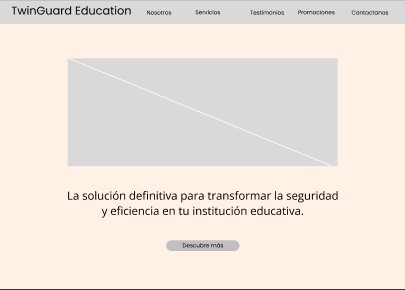 TwinGuard Education
Nosotros
Servicios
Testimonios
Promociones
Contactanos
La solución definitiva para transformar la seguridad
y eficiencia en tu institución educativa.
Descubre más